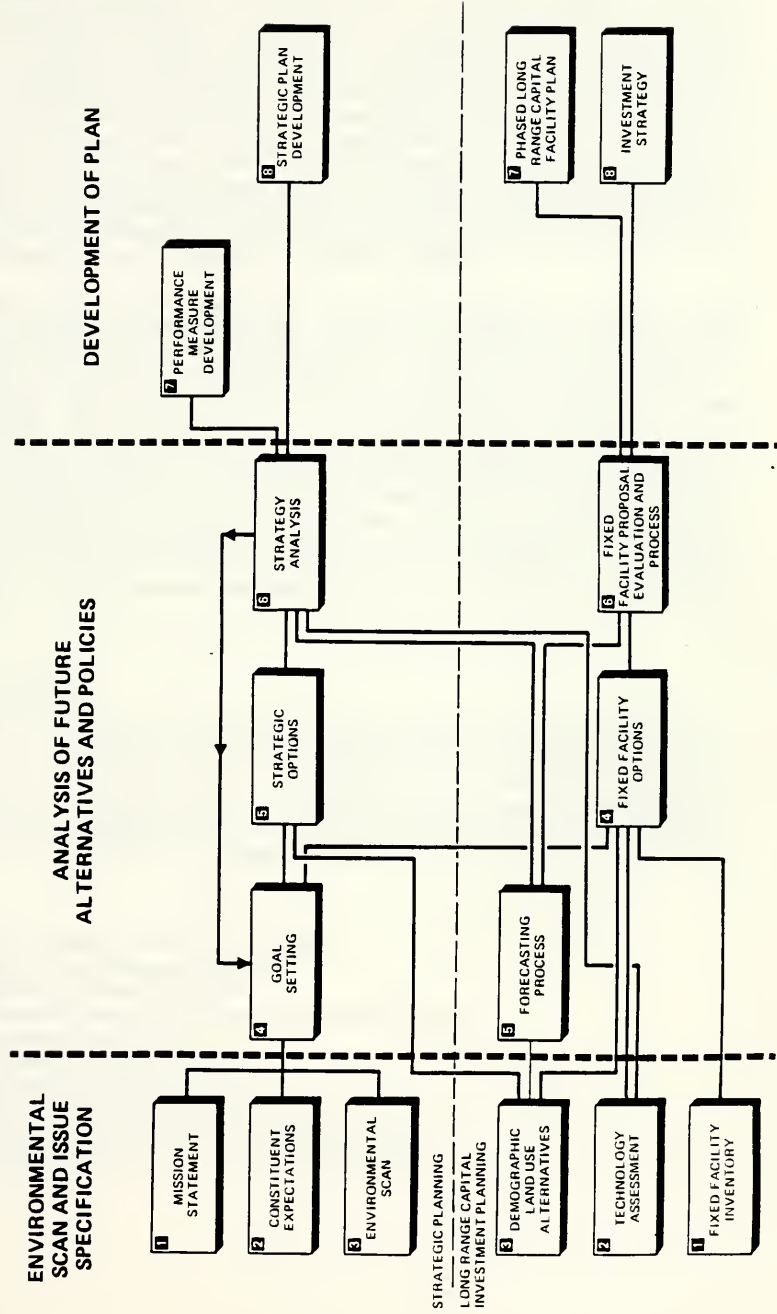 ENVIRONMENTAL
SCAN AND ISSUE
SPECIFICATION
ANALYSIS OF FUTURE
ALTERNATIVES AND POLICIES
DEVELOPMENT OF PLAN
1
MISSION
STATEMENT
2
CONSTITUENT
EXPECTATIONS
3
ENVIRONMENTAL
SCAN
4
GOAL
SETTING
5
STRATEGIC
OPTIONS
6
STRATEGY
ANALYSIS
7
PERFORMANCE
MEASURE
DEVELOPMENT
8
STRATEGIC PLAN
DEVELOPMENT
STRATEGIC PLANNING
LONG RANGE CAPITAL
INVESTMENT PLANNING
3
DEMOGRAPHIC
LAND USE
ALTERNATIVES
2
TECHNOLOGY
ASSESSMENT
1
FIXED FACILITY
INVENTORY
5
FORECASTING
PROCESS
4
FIXED FACILITY
OPTIONS
6
FIXED
FACILITY PROPOSAL
EVALUATION AND
PROCESS
7
PHASED LONG
RANGE CAPITAL
FACILITY PLAN
8
INVESTMENT
STRATEGY